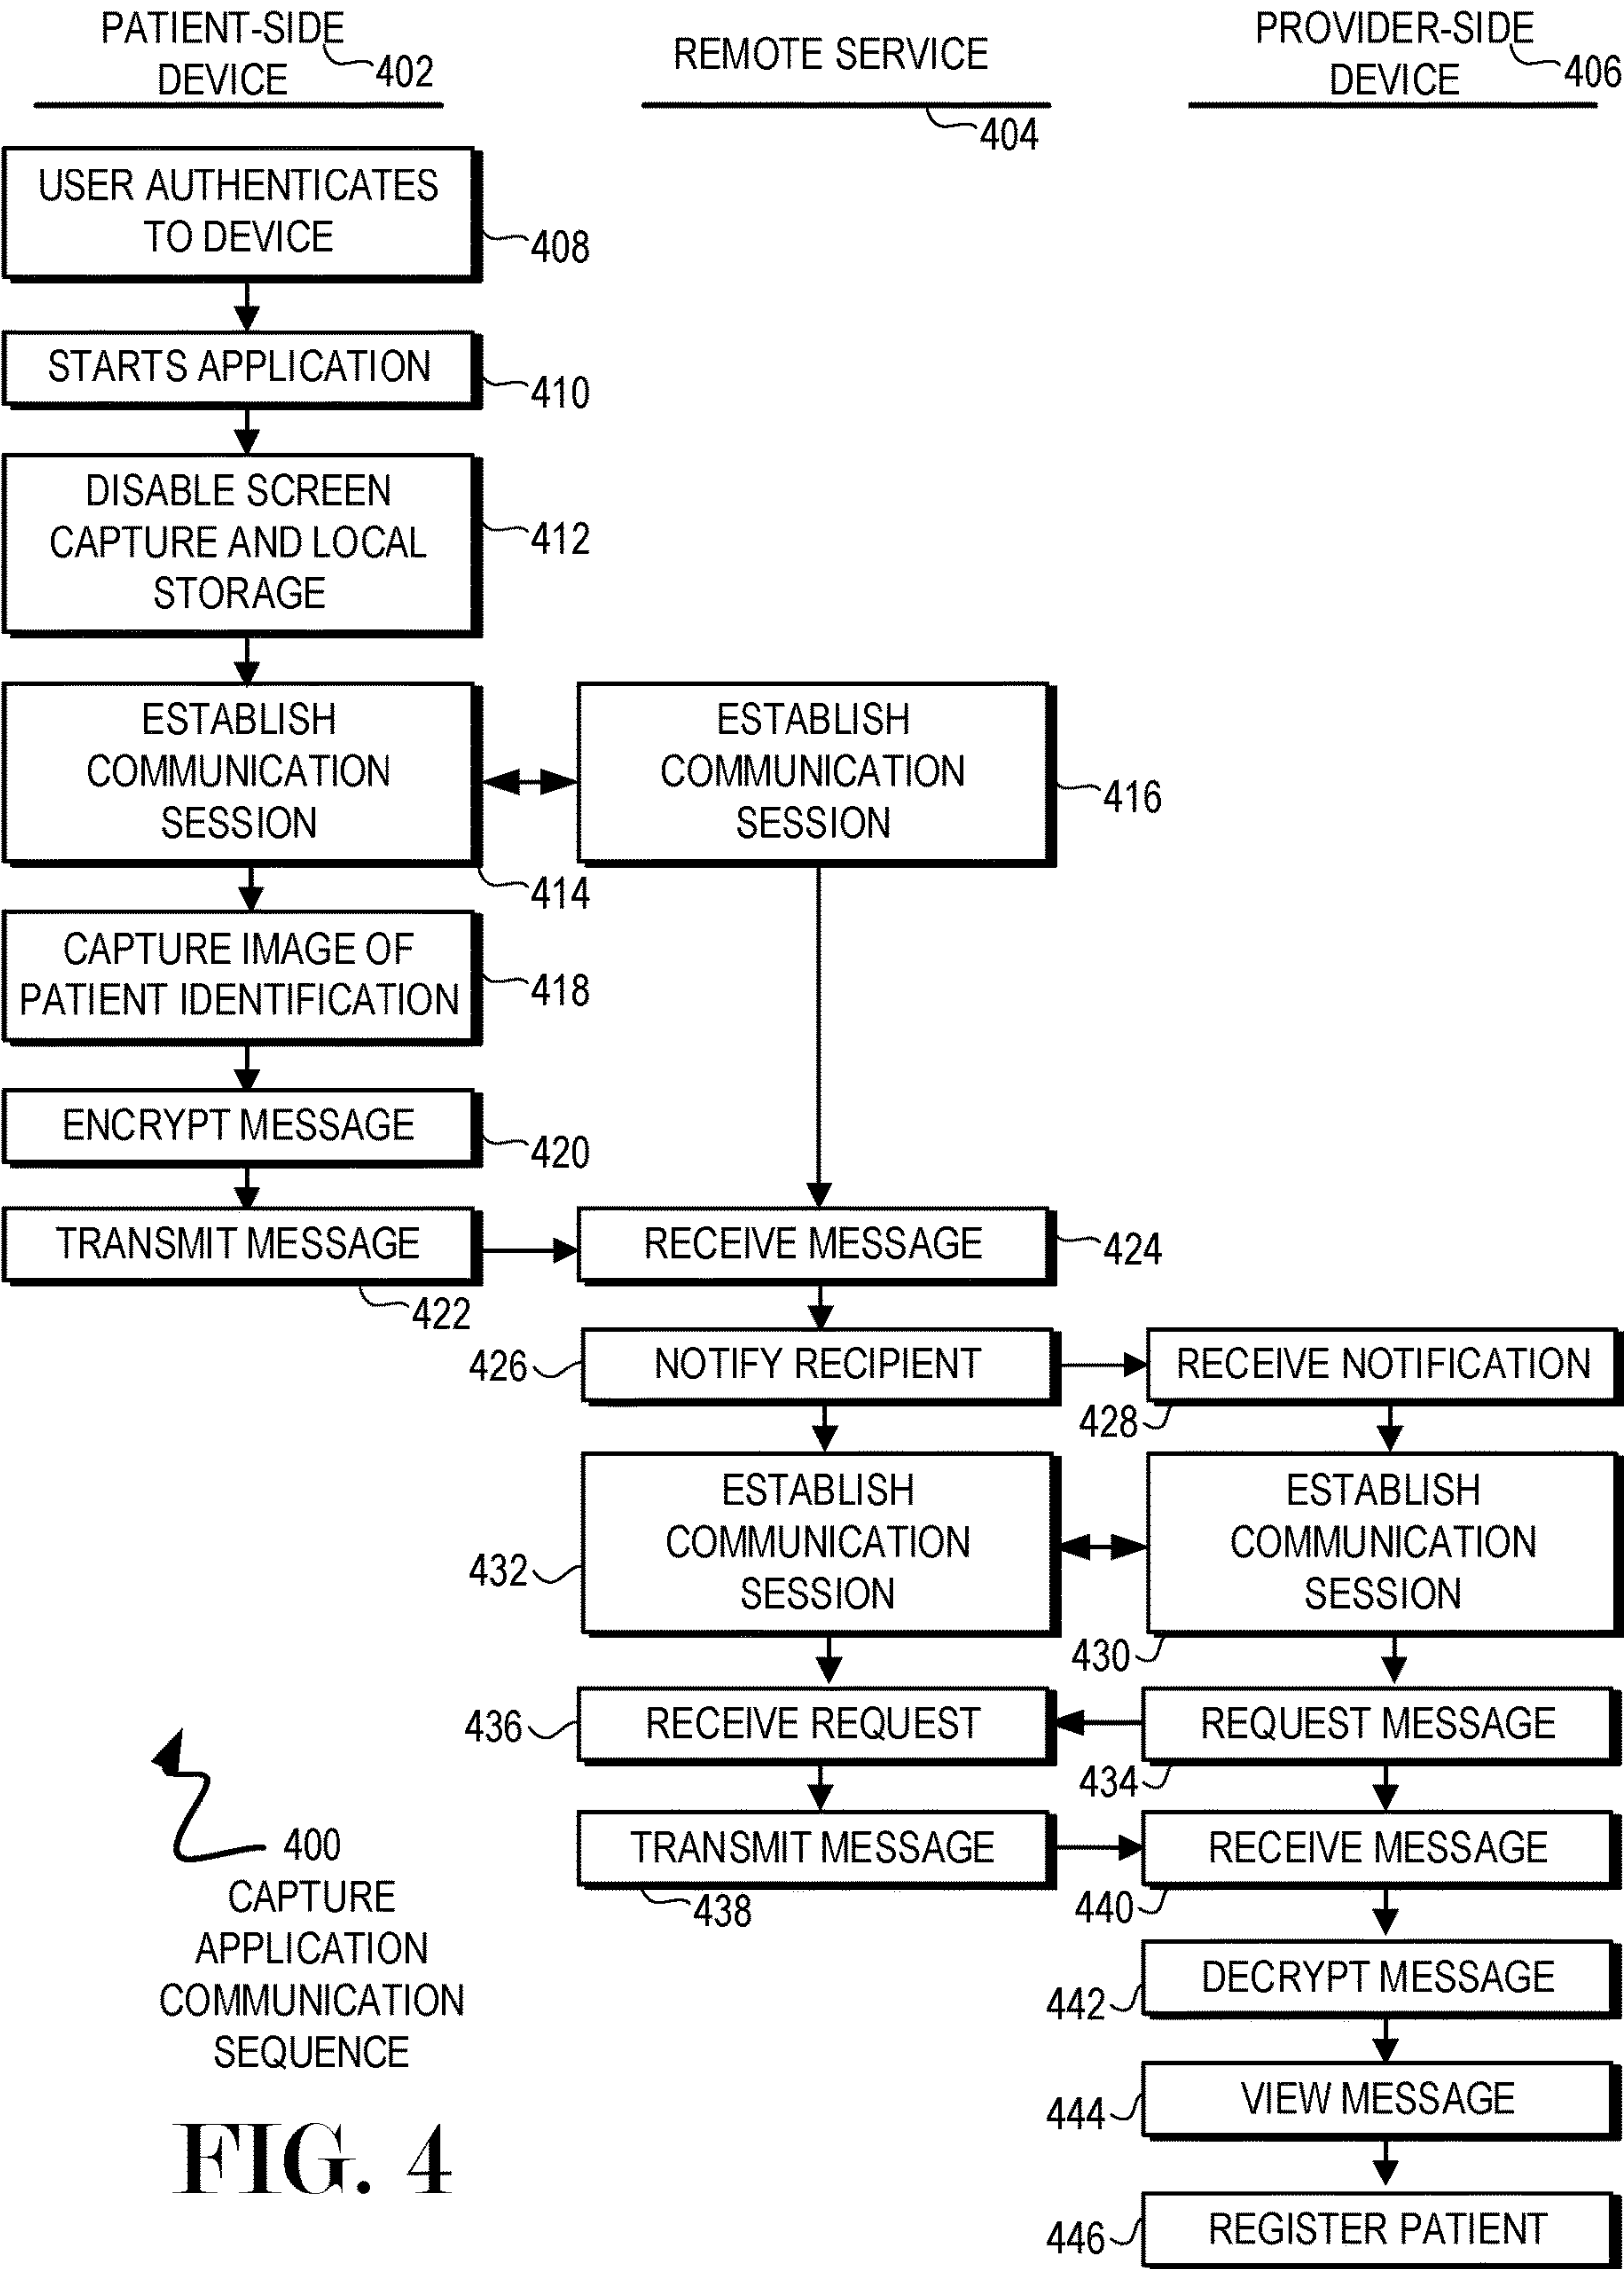 PATIENT-SIDE
DEVICE
402
REMOTE SERVICE
404
PROVIDER-SIDE
DEVICE
406
USER AUTHENTICATES
TO DEVICE
408
STARTS APPLICATION
410
DISABLE SCREEN
CAPTURE AND LOCAL
STORAGE
412
ESTABLISH
COMMUNICATION
SESSION
414
ESTABLISH
COMMUNICATION
SESSION
416
CAPTURE IMAGE OF
PATIENT IDENTIFICATION
418
ENCRYPT MESSAGE
420
TRANSMIT MESSAGE
422
RECEIVE MESSAGE
424
426
NOTIFY RECIPIENT
RECEIVE NOTIFICATION
428
432
ESTABLISH
COMMUNICATION
SESSION
ESTABLISH
COMMUNICATION
SESSION
430
436
RECEIVE REQUEST
REQUEST MESSAGE
434
TRANSMIT MESSAGE
438
RECEIVE MESSAGE
440
442
DECRYPT MESSAGE
444
VIEW MESSAGE
446
REGISTER PATIENT
400
CAPTURE
APPLICATION
COMMUNICATION
SEQUENCE
FIG. 4